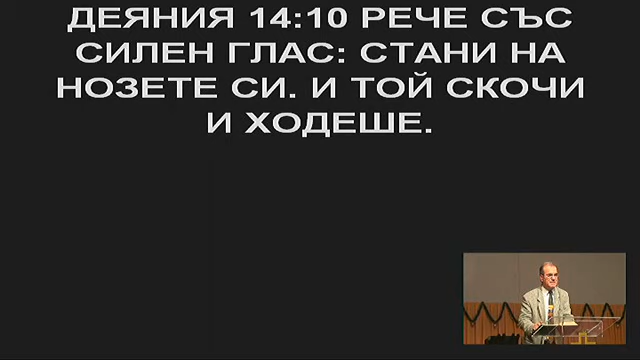 ДЕЯНИЯ 14:10 РЕЧЕ СЪС
СИЛЕН ГЛАС: СТАНИ НА
НОЗЕТЕ СИ. И ТОЙ СКОЧИ
И ХОДЕШЕ.